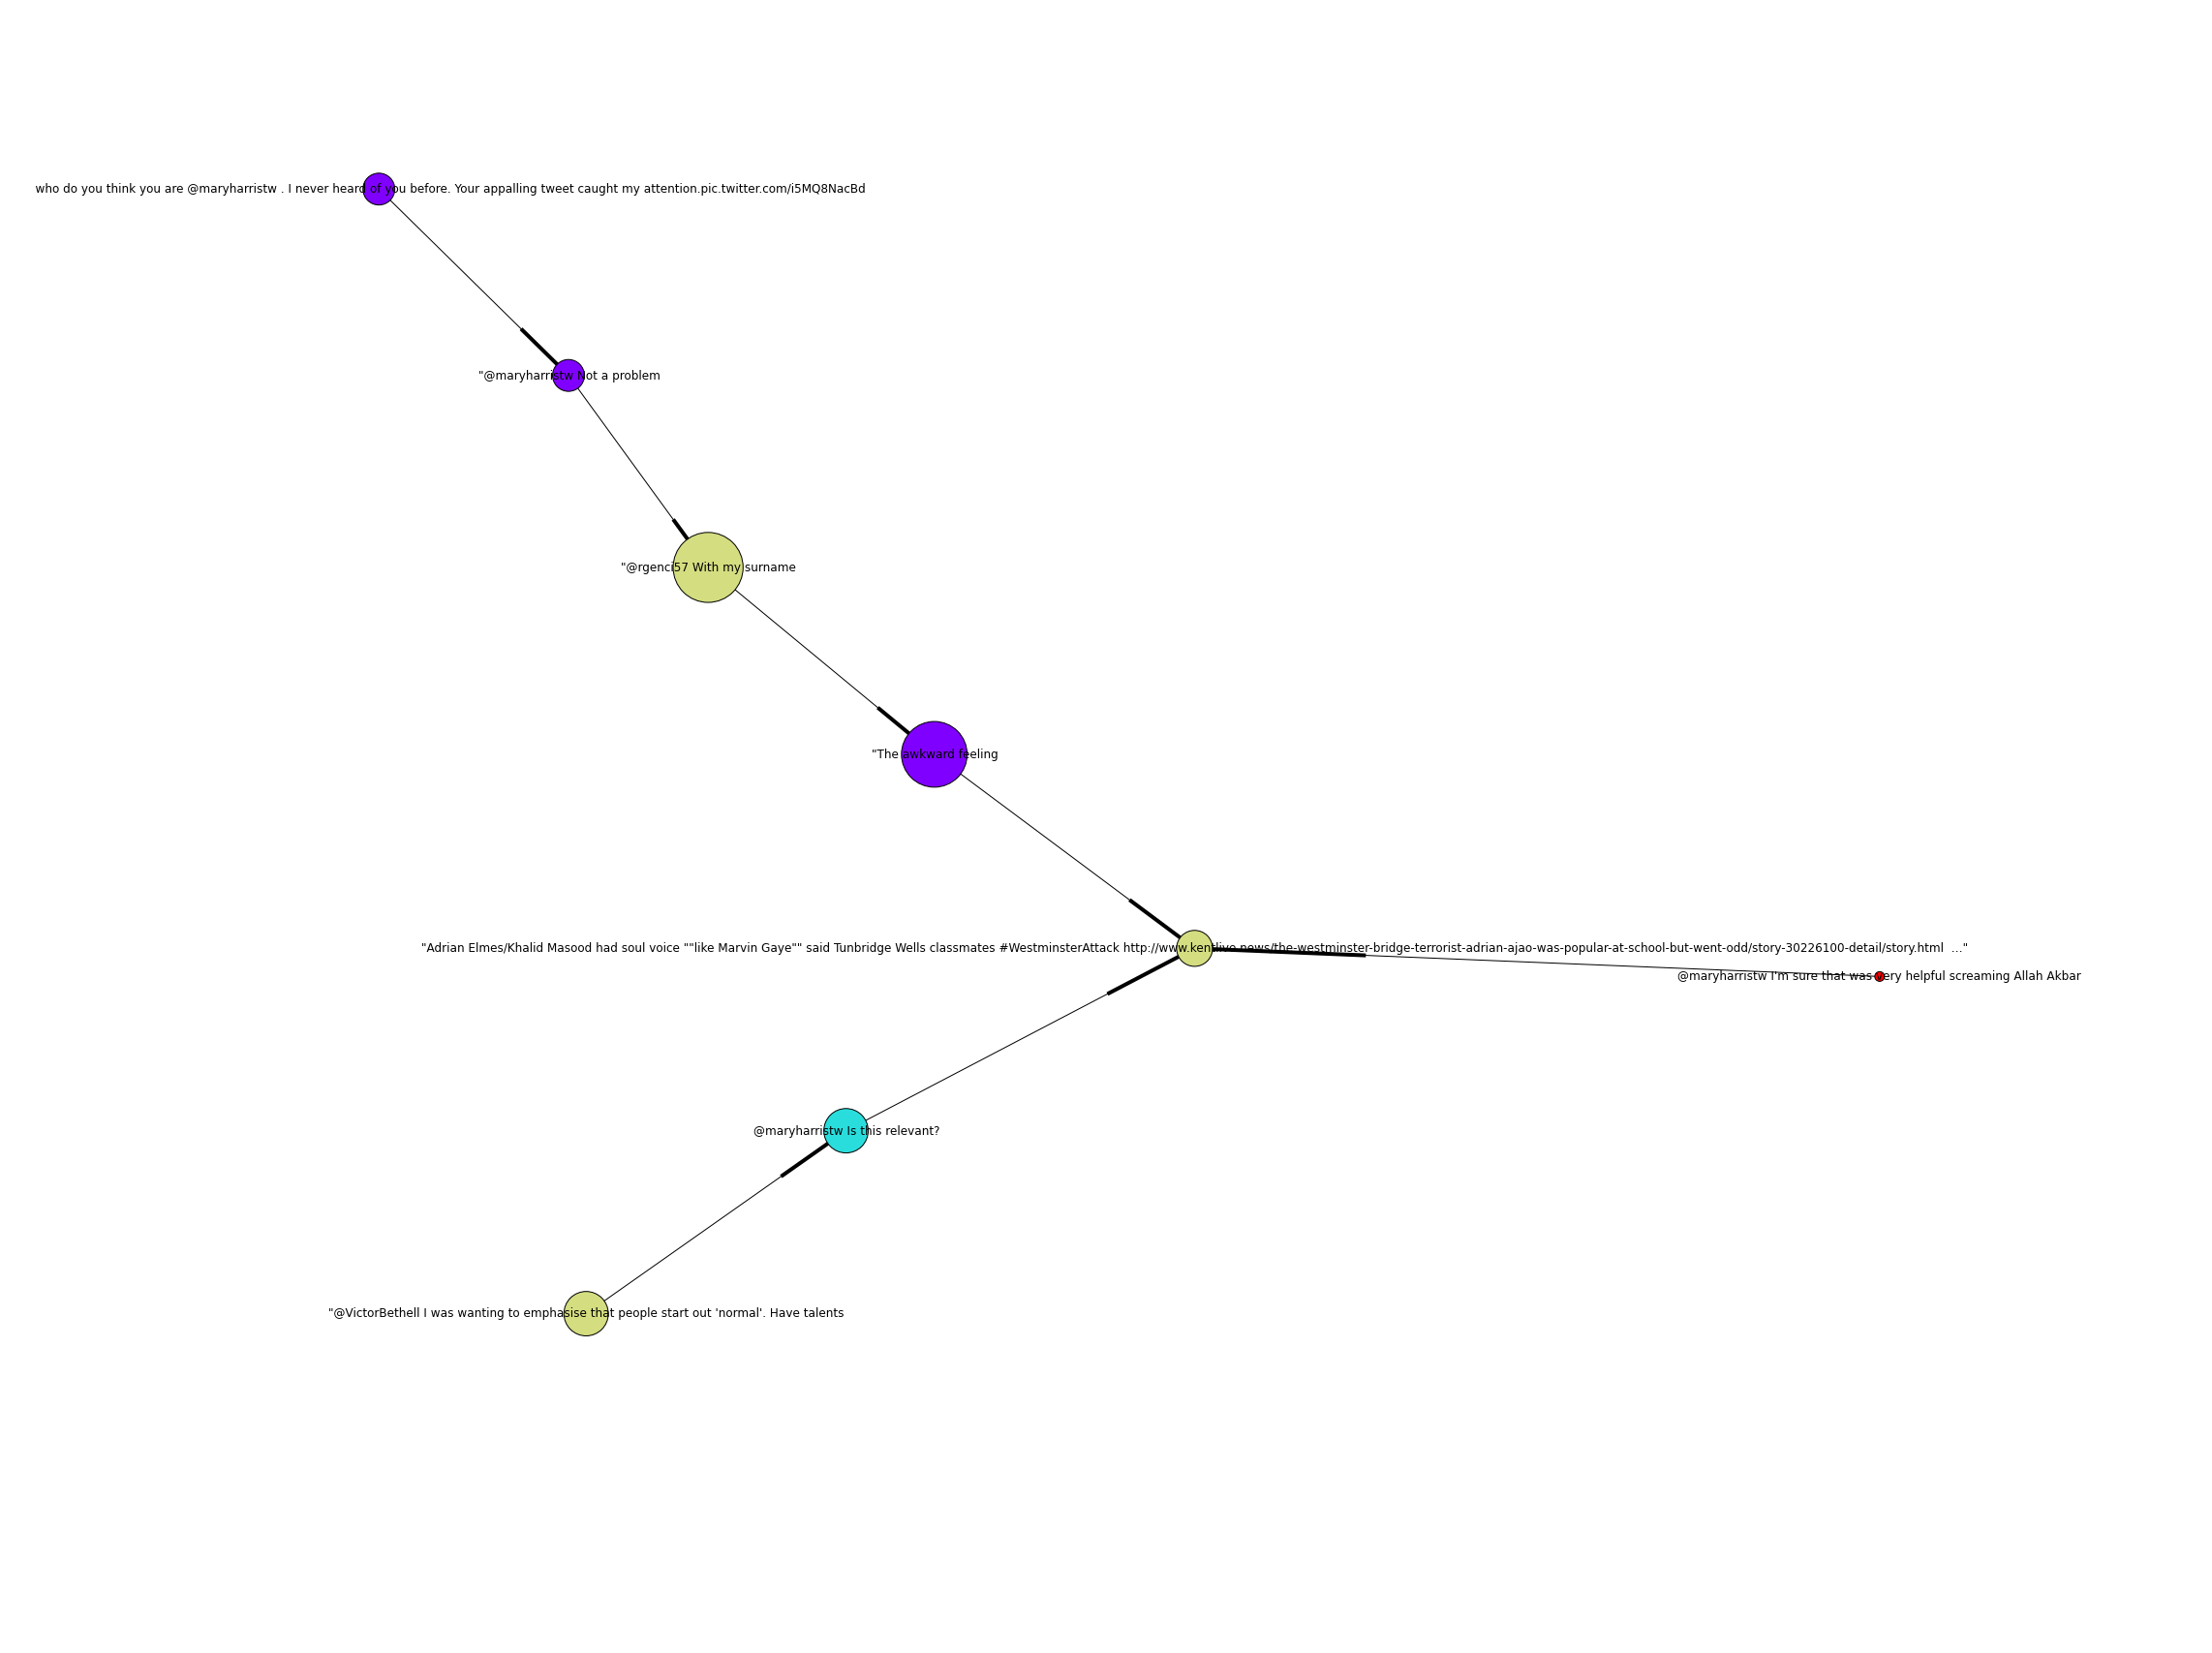 who do you think you are @maryharristw . I never heard of you before. Your appalling tweet caught my attention.pic.twitter.com/i5MQ8NacBd
"@maryharristw Not a problem
"@rgenci57 With my surname
"The awkward feeling
"Adrian Elmes/Khalid Masood had soul voice ""like Marvin Gaye"" said Tunbridge Wells classmates #WestminsterAttack http://www.kentlive.news/the-westminster-bridge-terrorist-adrian-ajao-was-popular-at-school-but-went-odd/story-30226100-detail/story.html  …"
@maryharristw I'm sure that was very helpful screaming Allah Akbar
@maryharristw Is this relevant?
"@VictorBethell I was wanting to emphasise that people start out 'normal'. Have talents